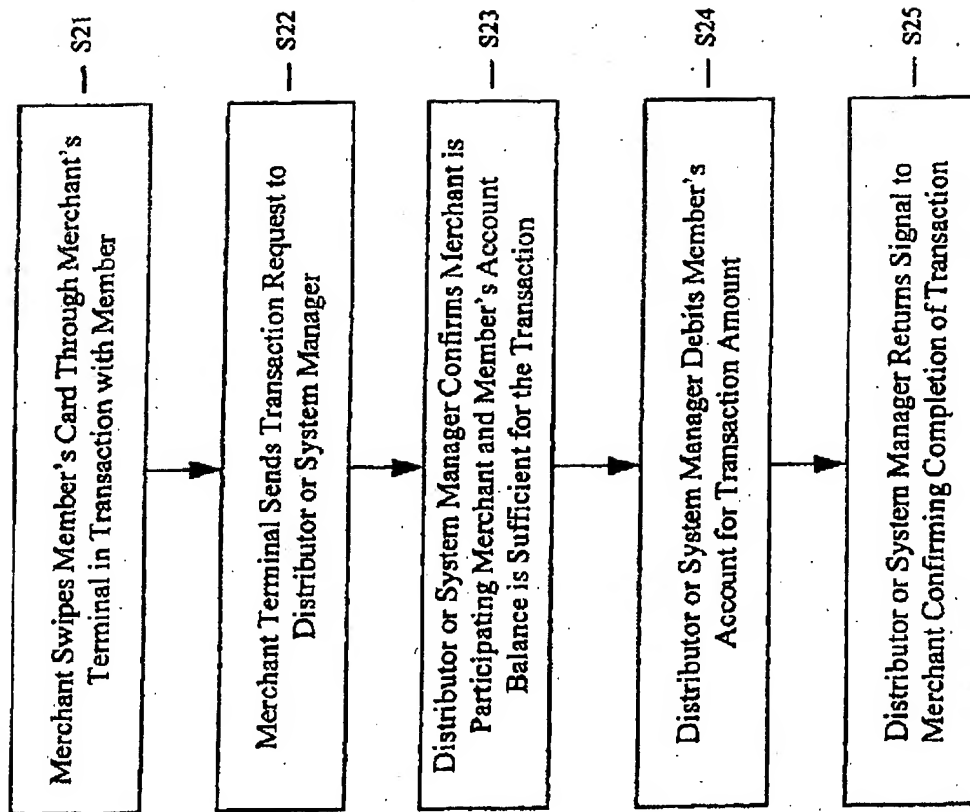 Merchant Swipes Member's Card Through Merchant's
Terminal in Transaction with Member
S21
Merchant Terminal Sends Transaction Request to
Distributor or System Manager
S22
Distributor or System Manager Confirms Merchant is
Participating Merchant and Member's Account
Balance is Sufficient for the Transaction
S23
Distributor or System Manager Debits Member's
Account for Transaction Amount
S24
Distributor or System Manager Returns Signal to
Merchant Confirming Completion of Transaction
S25